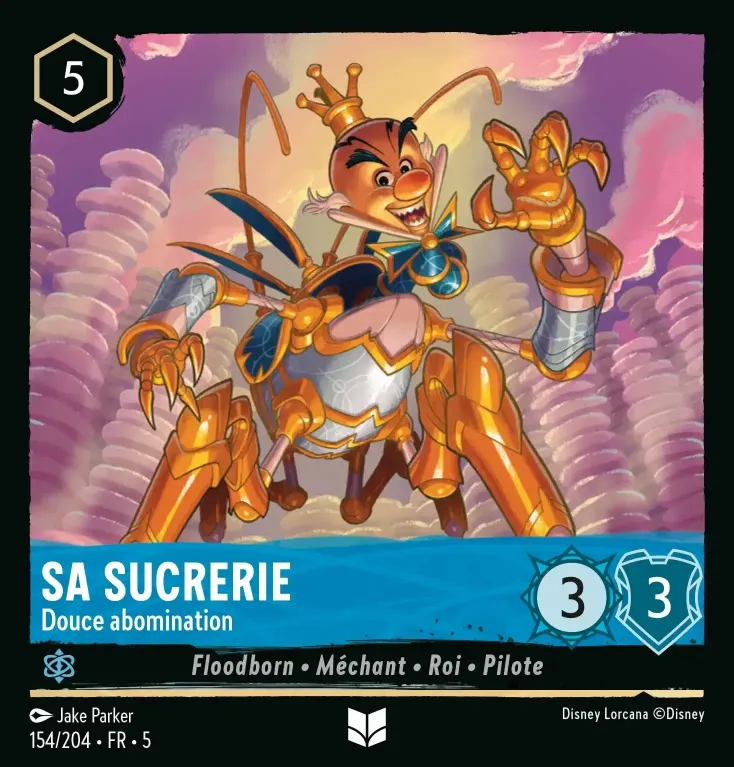 5
SA SUCRERIE
Douce abomination
3
3
Floodborn • Méchant • Roi • Pilote
Jake Parker
Disney Lorcana ©Disney
154/204 • FR • 5